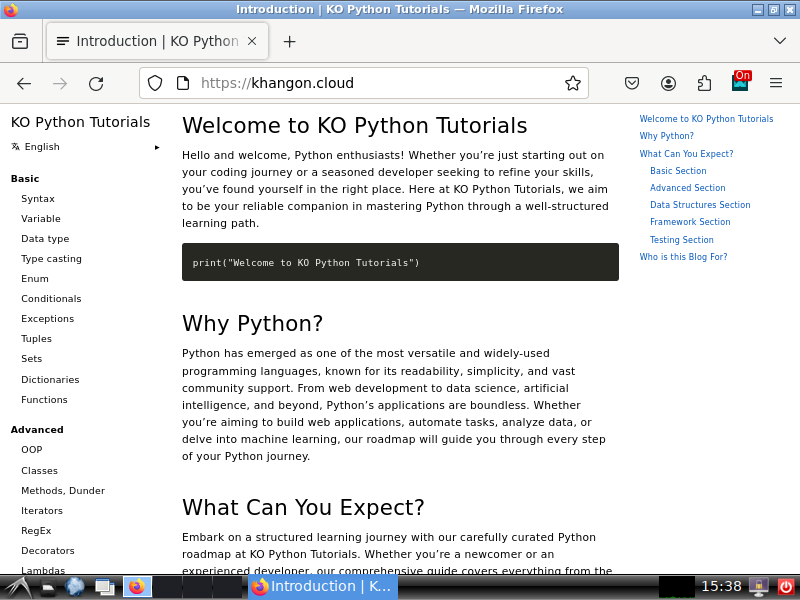 Introduction | KO Python Tutorials — Mozilla Firefox
Introduction | KO Python
https://khangon.cloud
On
KO Python Tutorials
English
Basic
Syntax
Variable
Data type
Type casting
Enum
Conditionals
Exceptions
Tuples
Sets
Dictionaries
Functions
Advanced
OOP
Classes
Methods, Dunder
Iterators
RegEx
Decorators
Lambdas
Welcome to KO Python Tutorials
Hello and welcome, Python enthusiasts! Whether you’re just starting out on
your coding journey or a seasoned developer seeking to refine your skills,
you’ve found yourself in the right place. Here at KO Python Tutorials, we aim
to be your reliable companion in mastering Python through a well-structured
learning path.
print("Welcome to KO Python Tutorials")
Why Python?
Python has emerged as one of the most versatile and widely-used
programming languages, known for its readability, simplicity, and vast
community support. From web development to data science, artificial
intelligence, and beyond, Python’s applications are boundless. Whether
you’re aiming to build web applications, automate tasks, analyze data, or
delve into machine learning, our roadmap will guide you through every step
of your Python journey.
What Can You Expect?
Embark on a structured learning journey with our carefully curated Python
roadmap at KO Python Tutorials. Whether you’re a newcomer or an
experienced developer, our comprehensive guide covers everything from the
Welcome to KO Python Tutorials
Why Python?
What Can You Expect?
Basic Section
Advanced Section
Data Structures Section
Framework Section
Testing Section
Who is this Blog For?
Introduction | K...
15:38